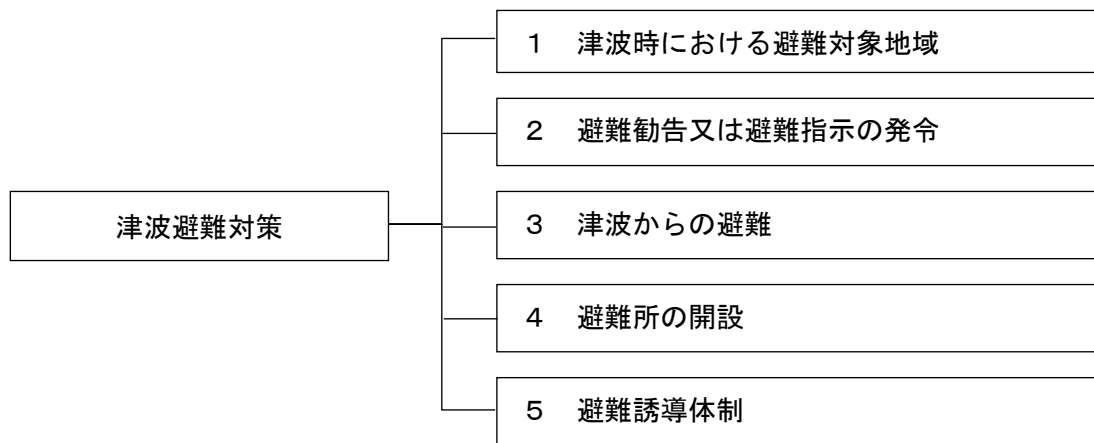 津波避難対策
１　津波時における避難対象地域
２　避難勧告又は避難指示の発令
３　津波からの避難
４　避難所の開設
５　避難誘導体制